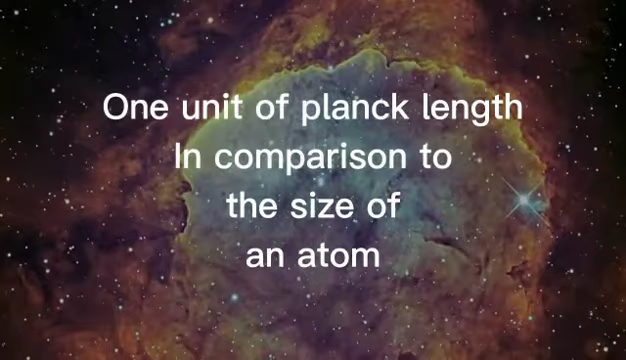 One unit of planck length
In comparison to
the size of
an atom